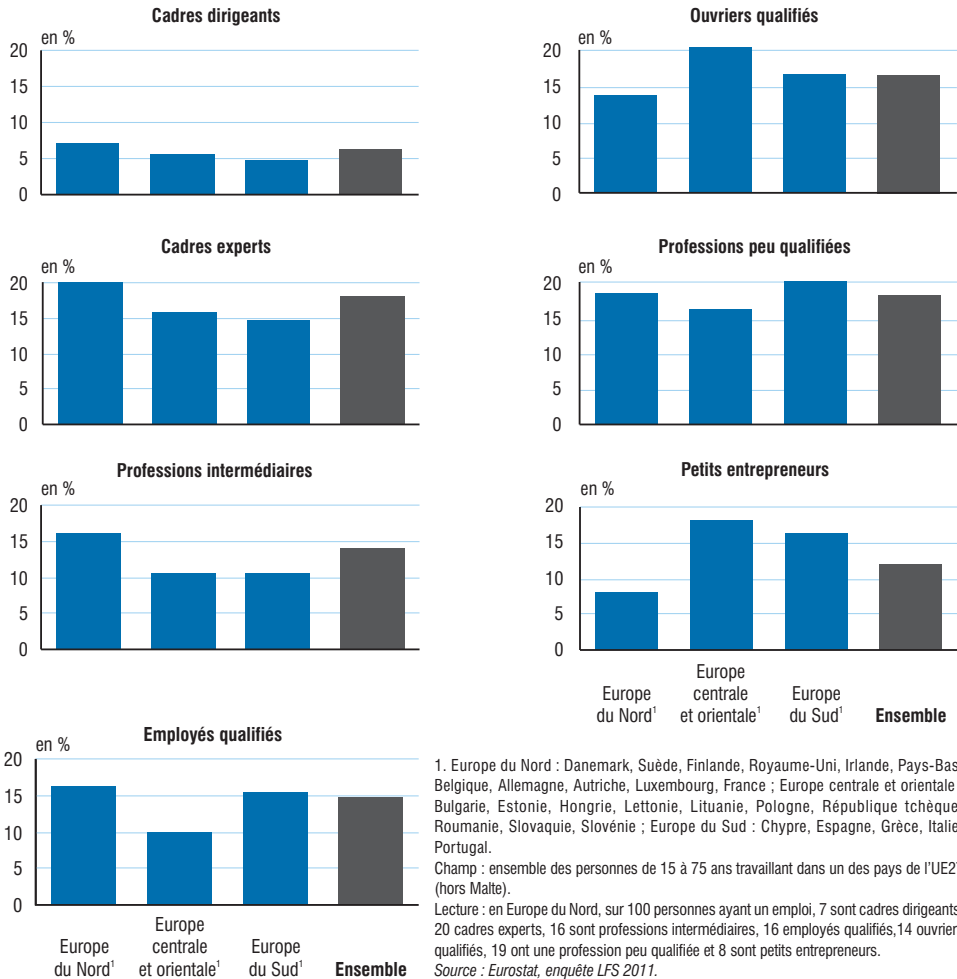 Cadres dirigeants
en %
20
15
10
5
0
Cadres experts
en %
20
15
10
5
0
Professions intermédiaires
en %
20
15
10
5
0
Employés qualifiés
en %
20
15
10
5
0
Europe du Nord¹
Europe centrale et orientale¹
Europe du Sud¹
Ensemble
Ouvriers qualifiés
en %
20
15
10
5
0
Professions peu qualifiées
en %
20
15
10
5
0
Petits entrepreneurs
en %
20
15
10
5
0
Europe du Nord¹
Europe centrale et orientale¹
Europe du Sud¹
Ensemble
1. Europe du Nord : Danemark, Suède, Finlande, Royaume-Uni, Irlande, Pays-Bas
Belgique, Allemagne, Autriche, Luxembourg, France ; Europe centrale et orientale
Bulgarie, Estonie, Hongrie, Lettonie, Lituanie, Pologne, République tchèque
Roumanie, Slovaquie, Slovénie ; Europe du Sud : Chypre, Espagne, Grèce, Italie
Portugal.
Champ : ensemble des personnes de 15 à 75 ans travaillant dans un des pays de l'UE2
(hors Malte).
Lecture : en Europe du Nord, sur 100 personnes ayant un emploi, 7 sont cadres dirigeants
20 cadres experts, 16 sont professions intermédiaires, 16 employés qualifiés,14 ouvrier
qualifiés, 19 ont une profession peu qualifiée et 8 sont petits entrepreneurs.
Source : Eurostat, enquête LFS 2011.